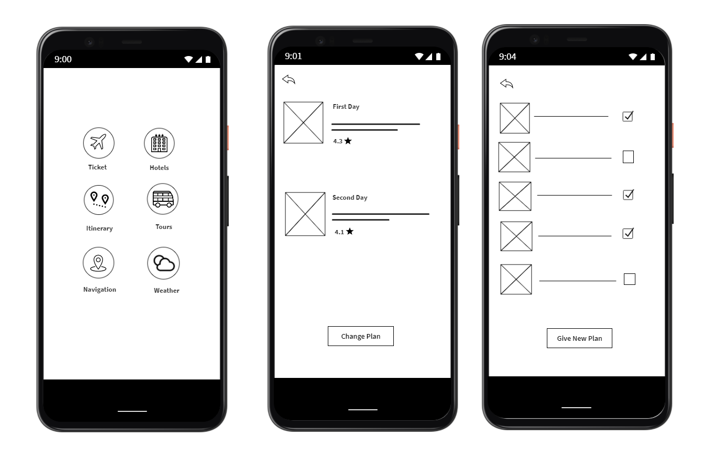 9:00
Ticket
Hotels
Itinerary
Tours
Navigation
Weather
9:01
First Day
4.3
Second Day
4.1
Change Plan
9:04
Give New Plan